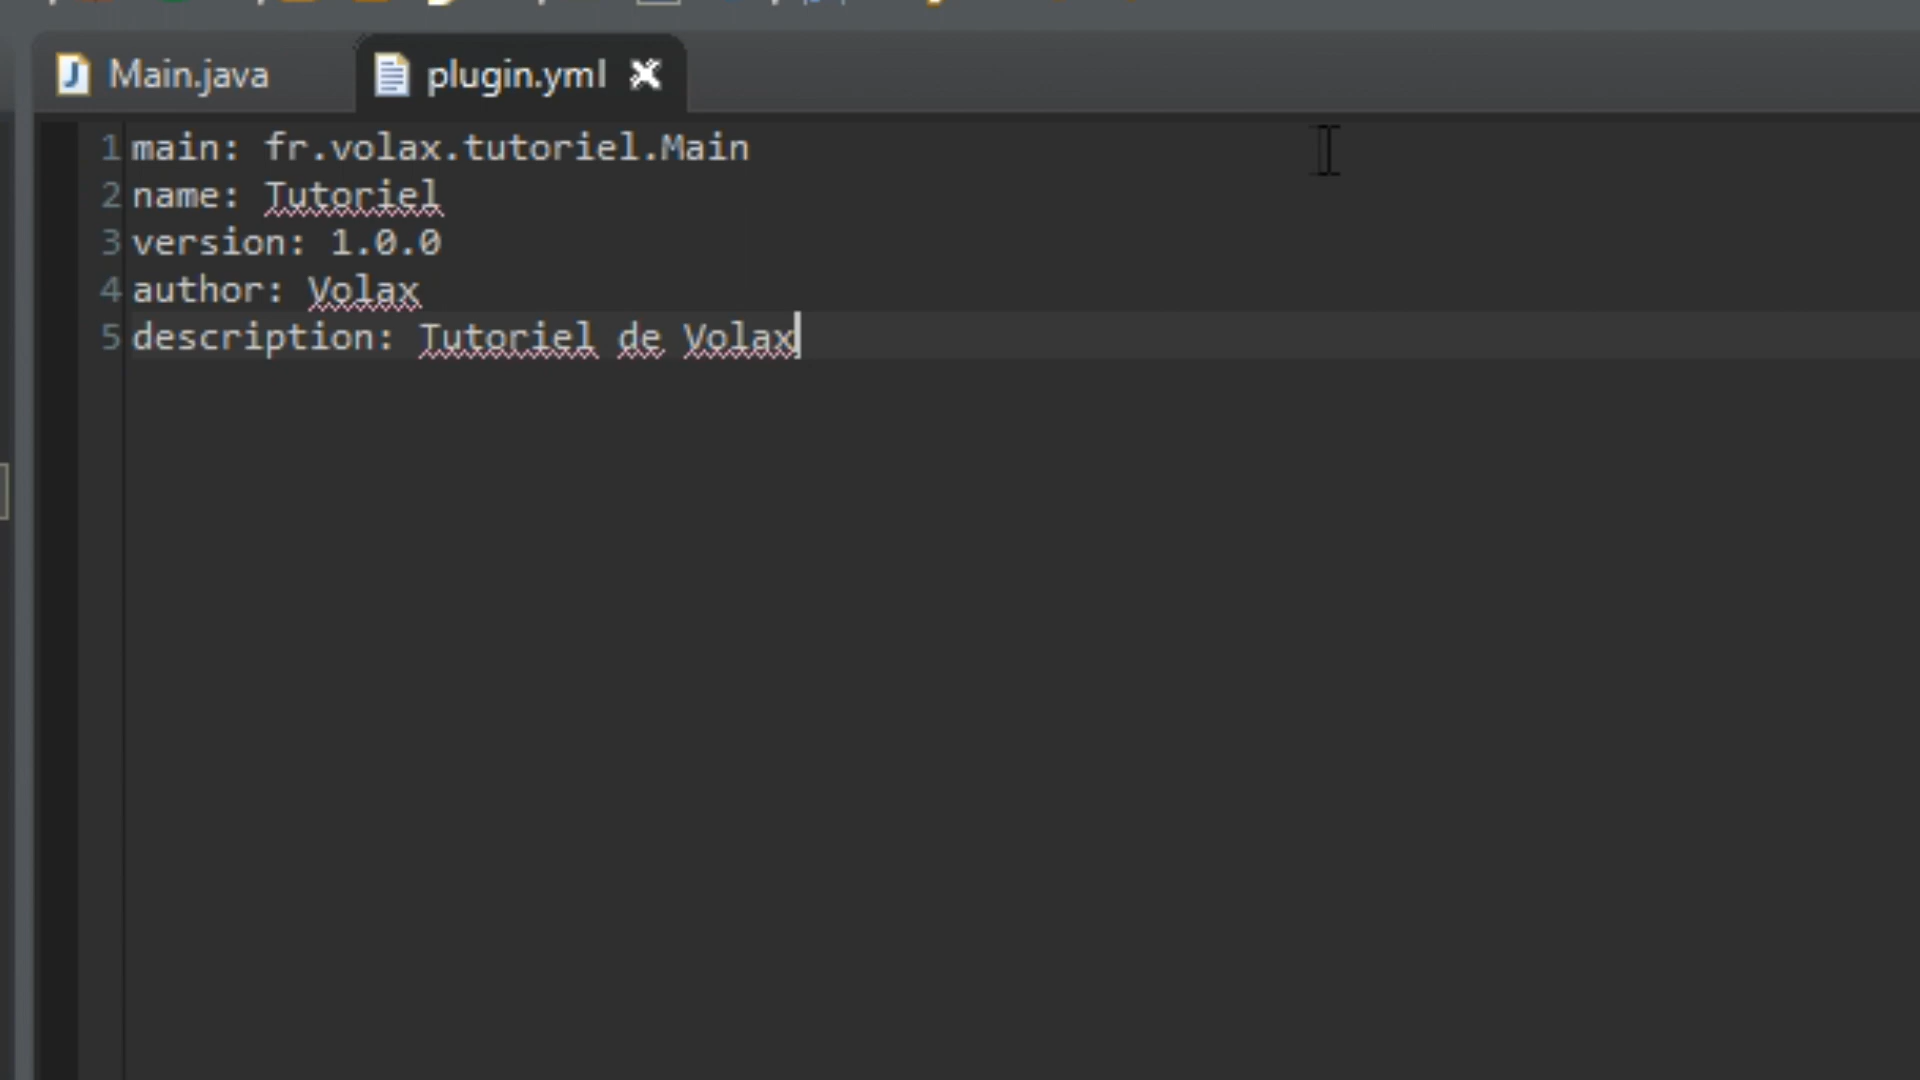 Main.java plugin.yml
1 main: fr.volax.tutoriel.Main
2 name: Tutoriel
3 version: 1.0.0
4 author: Volax
5 description: Tutoriel de Volax